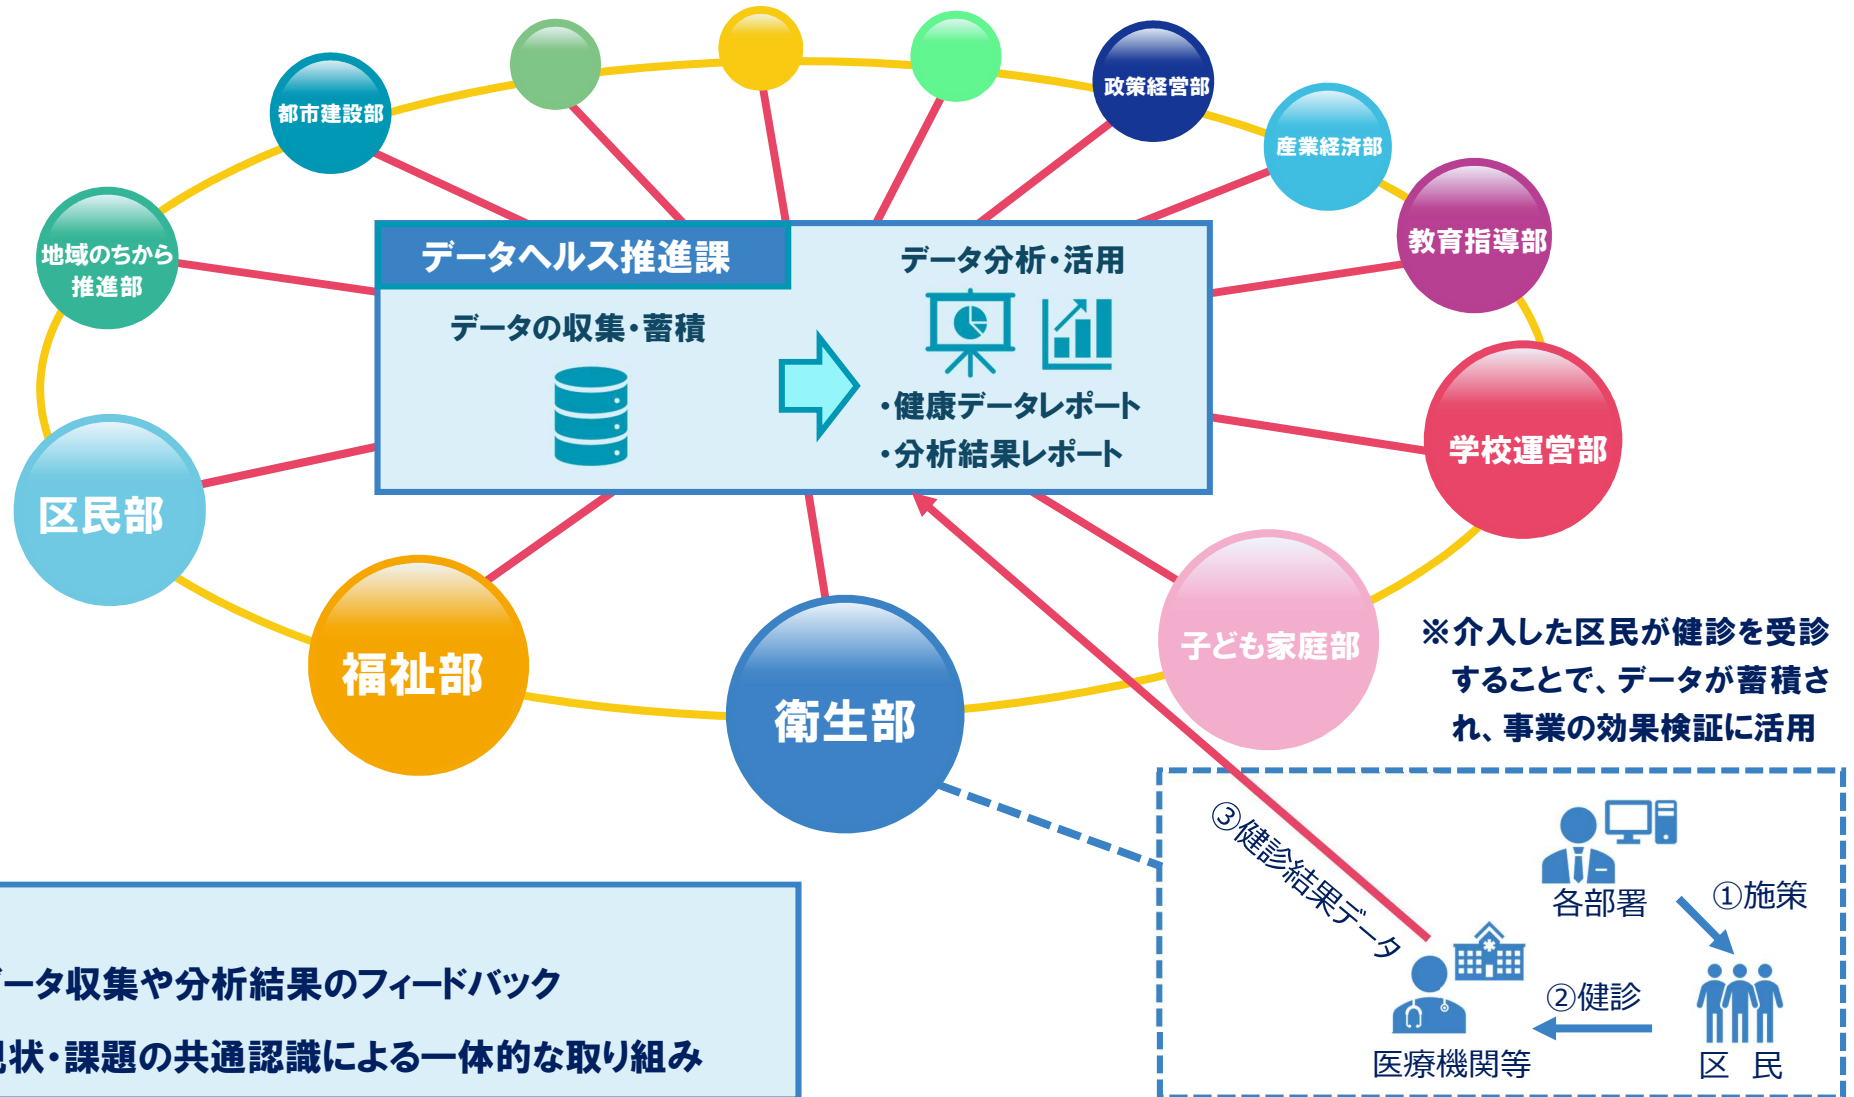 政策経営部
都市建設部
産業経済部
教育指導部
地域のちから
推進部
データヘルス推進課
データ分析・活用
データの収集・蓄積
・健康データレポート
・分析結果レポート
学校運営部
区民部
福祉部
衛生部
子ども家庭部
※介入した区民が健診を受診
することで、データが蓄積さ
れ、事業の効果検証に活用
③健診結果データ
各部署
①施策
②健診
医療機関等
区 民
ータ収集や分析結果のフィードバック
状・課題の共通認識による一体的な取り組み